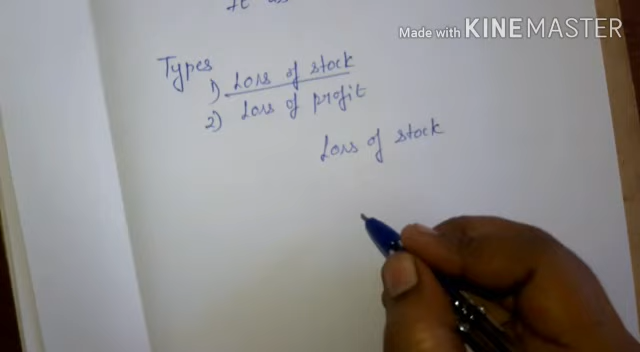 Made with KINEMASTER
Types
1) Loss of stock
2) Loss of profit
Loss of stock